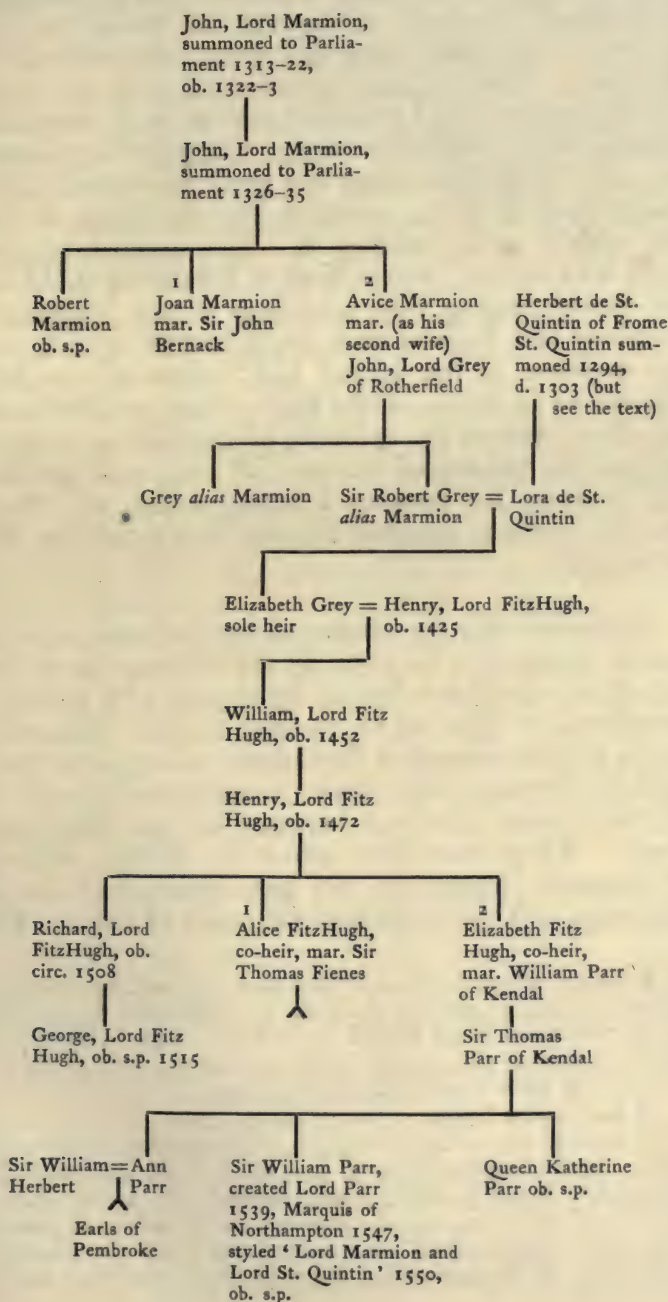 John, Lord Marmion,
summoned to Parlia-
ment 1313–22,
ob. 1322–3
John, Lord Marmion,
summoned to Parlia-
ment 1326–35
Robert
Marmion
ob. s.p.
1
Joan Marmion
mar. Sir John
Bernack
2
Avice Marmion
mar. (as his
second wife)
John, Lord Grey
of Rotherfield
Herbert de St.
Quintin of Frome
St. Quintin sum-
moned 1294,
d. 1303 (but
see the text)
Grey alias Marmion
Sir Robert Grey =
alias Marmion
Lora de St.
Quintin
Elizabeth Grey =
sole heir
Henry, Lord FitzHugh,
ob. 1425
William, Lord Fitz
Hugh, ob. 1452
Henry, Lord Fitz
Hugh, ob. 1472
Richard, Lord
FitzHugh, ob.
circ. 1508
1
Alice FitzHugh,
co-heir, mar. Sir
Thomas Fienes
2
Elizabeth Fitz
Hugh, co-heir,
mar. William Parr
of Kendal
George, Lord Fitz
Hugh, ob. s.p. 1515
Sir Thomas
Parr of Kendal
Sir William =
Herbert
Ann
Parr
Earls of
Pembroke
Sir William Parr,
created Lord Parr
1539, Marquis of
Northampton 1547,
styled ‘ Lord Marmion and
Lord St. Quintin ’ 1550,
ob. s.p.
Queen Katherine
Parr ob. s.p.